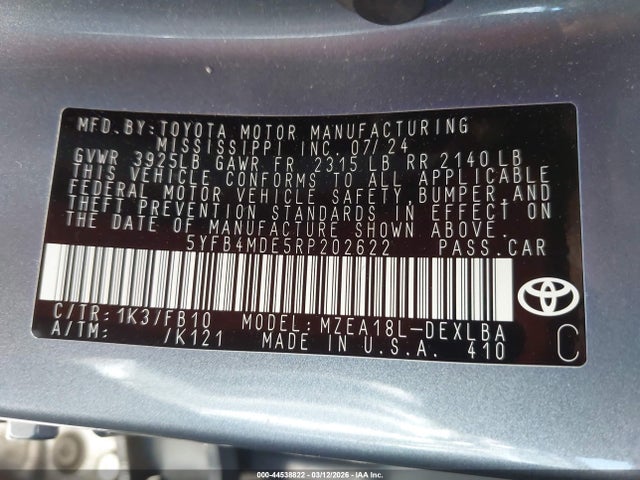 MFD. BY: TOYOTA MOTOR MANUFACTURING
MISSISSIPPI INC. 07/24
GVWR 3925LB GAWR FR 2315 LB RR 2140 LB
THIS VEHICLE CONFORMS TO ALL APPLICABLE
FEDERAL MOTOR VEHICLE SAFETY, BUMPER, AND
THEFT PREVENTION STANDARDS IN EFFECT ON
THE DATE OF MANUFACTURE SHOWN ABOVE.
5YFB4MDE5RP202622 PASS.CAR
C/TR: 1K3/FB10 MODEL: MZEA18L-DEXLBA
A/TM: /K121 MADE IN U.S.A. 410
C
000-44538822 - 03/12/2026 - IAA Inc.